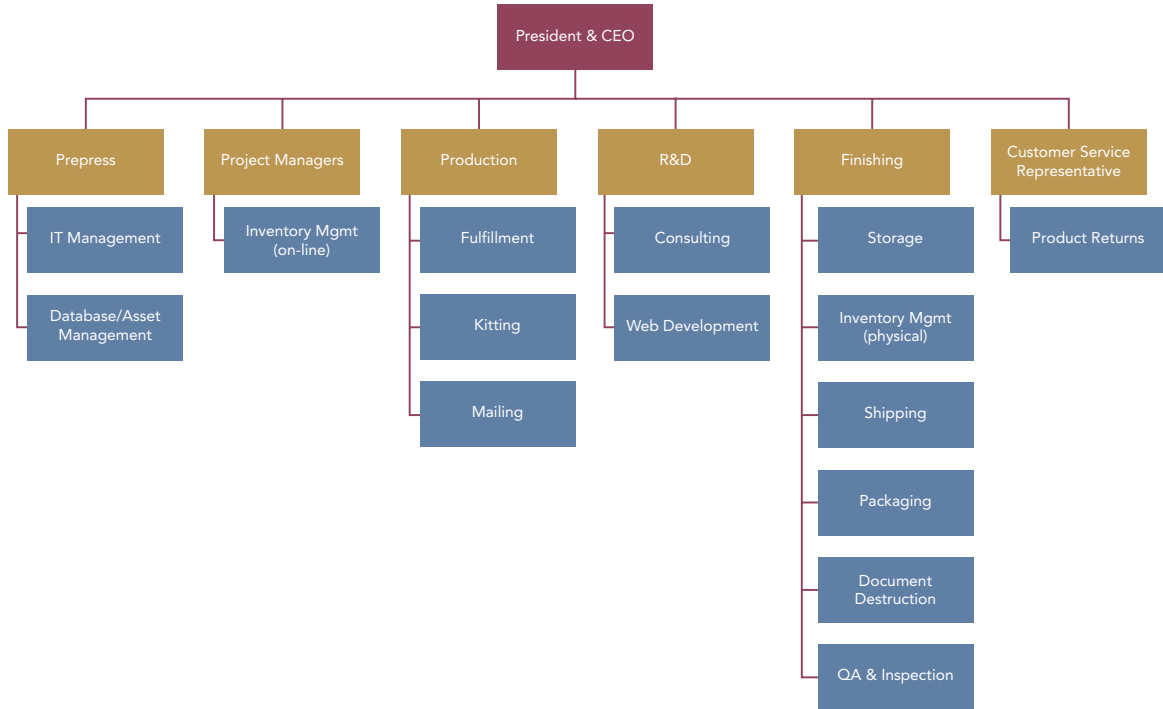 President & CEO
Prepress
Project Managers
Production
R&D
Finishing
Customer Service
Representative
IT Management
Database/Asset
Management
Inventory Mgmt
(on-line)
Fulfillment
Kitting
Mailing
Consulting
Web Development
Storage
Inventory Mgmt
(physical)
Shipping
Packaging
Document
Destruction
QA & Inspection
Product Returns